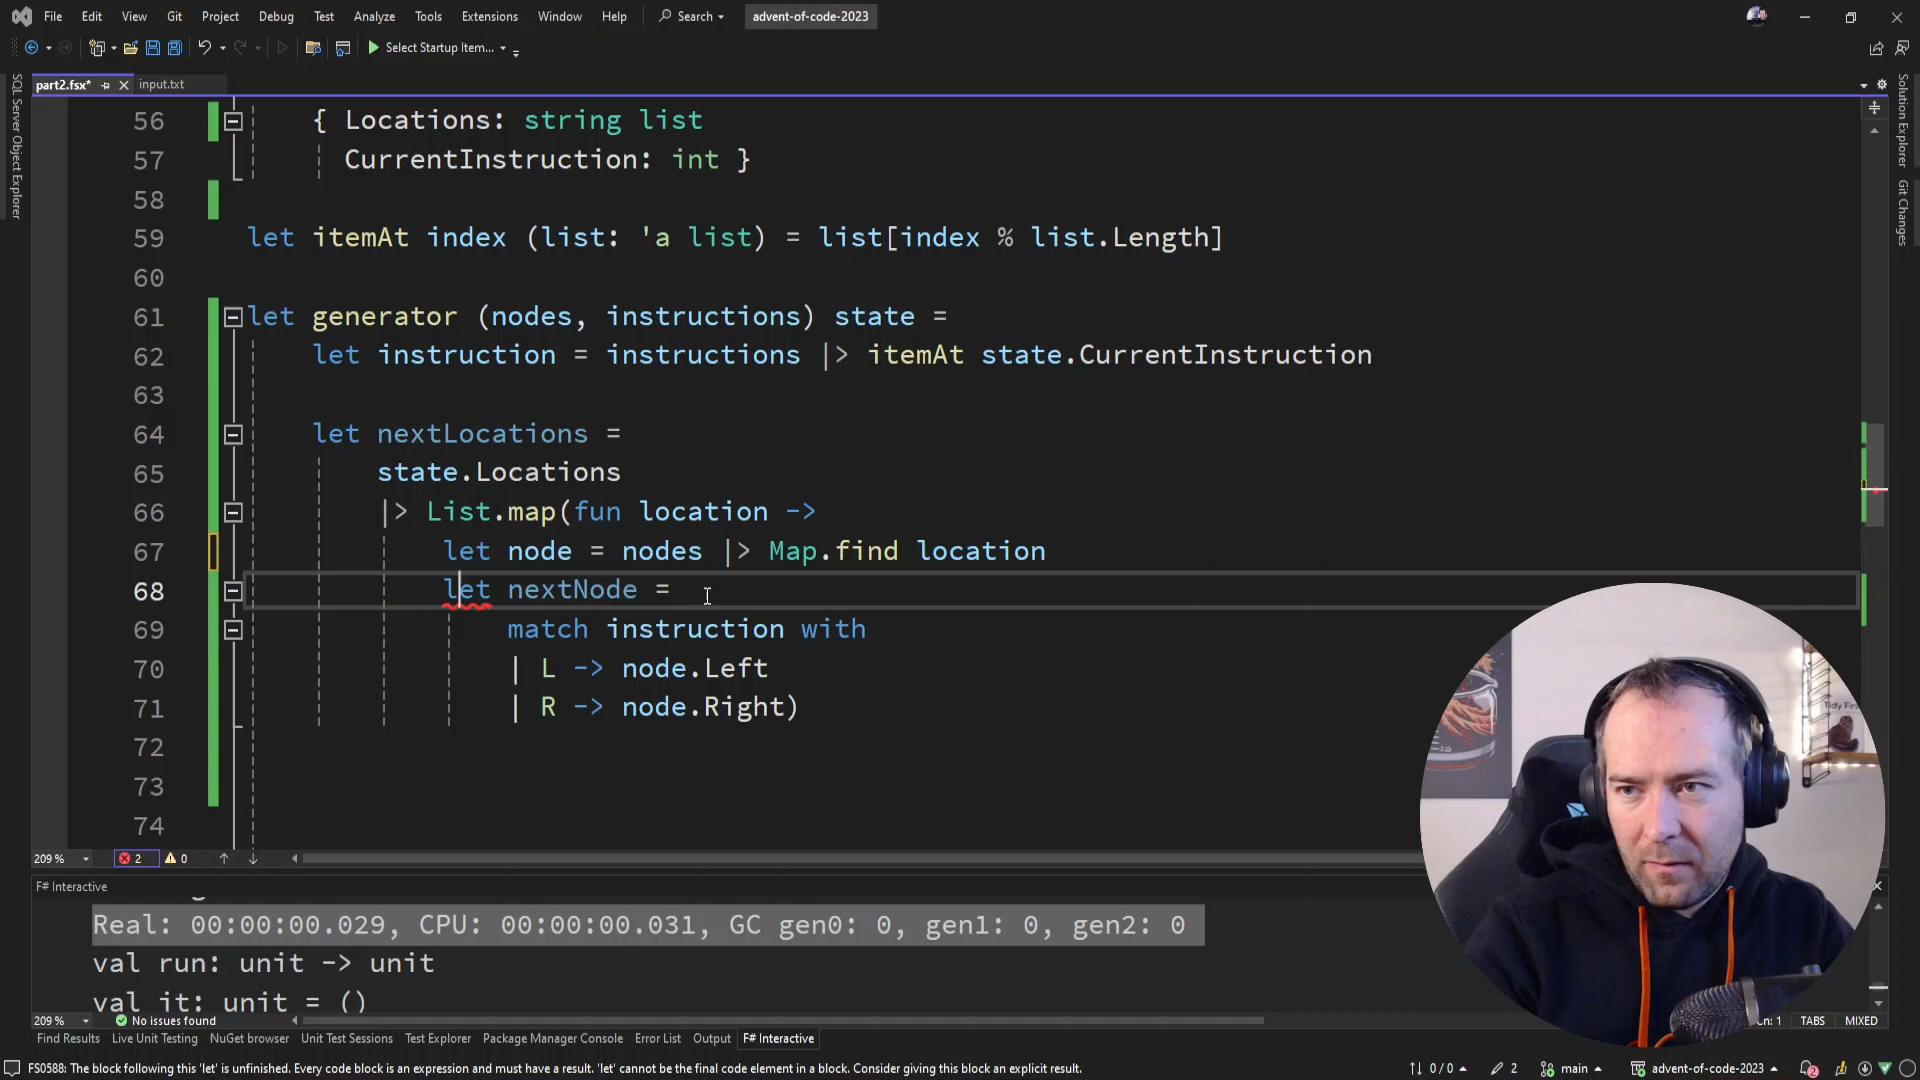 File Edit View Git Project Debug Test Analyze Tools Extensions Window Help Search advent-of-code-2023
Select Startup Item...
part2.fsx* input.txt
SQL Server Object Explorer
Solution Explorer
Git Changes
56 { Locations: string list
57 CurrentInstruction: int }
58
59 let itemAt index (list: 'a list) = list[index % list.Length]
60
61 let generator (nodes, instructions) state =
62 let instruction = instructions |> itemAt state.CurrentInstruction
63
64 let nextLocations =
65 state.Locations
66 |> List.map(fun location ->
67 let node = nodes |> Map.find location
68 let nextNode =
69 match instruction with
70 | L -> node.Left
71 | R -> node.Right)
72
73
74
209 % 2 0
F# Interactive
Real: 00:00:00.029, CPU: 00:00:00.031, GC gen0: 0, gen1: 0, gen2: 0
val run: unit -> unit
val it: unit = ()
209 % No issues found TABS MIXED
Find Results Live Unit Testing NuGet browser Unit Test Sessions Test Explorer Package Manager Console Error List Output F# Interactive
FS0588: The block following this 'let' is unfinished. Every code block is an expression and must have a result. 'let' cannot be the final code element in a block. Consider giving this block an explicit result. 0 / 0 2 main advent-of-code-2023